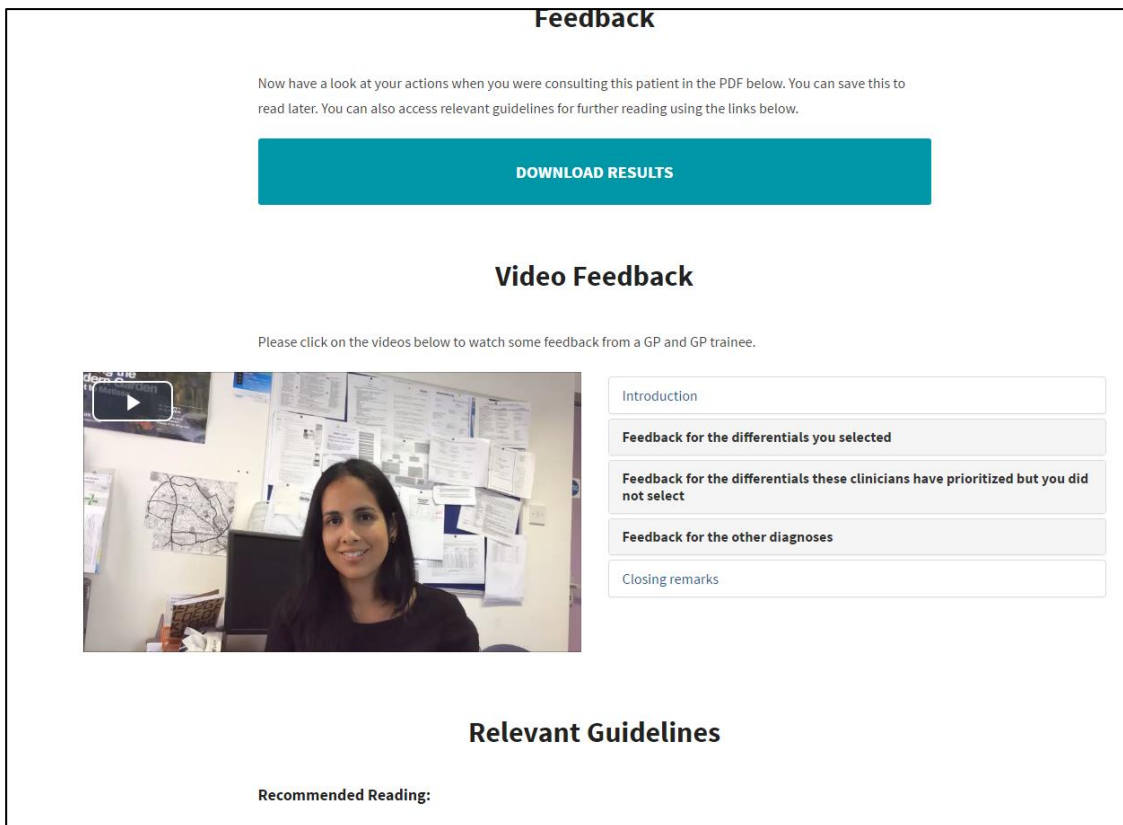 Feedback
Now have a look at your actions when you were consulting this patient in the PDF below. You can save this to
read later. You can also access relevant guidelines for further reading using the links below.
DOWNLOAD RESULTS
Video Feedback
Please click on the videos below to watch some feedback from a GP and GP trainee.
Introduction
Feedback for the differentials you selected
Feedback for the differentials these clinicians have prioritized but you did
not select
Feedback for the other diagnoses
Closing remarks
Relevant Guidelines
Recommended Reading: